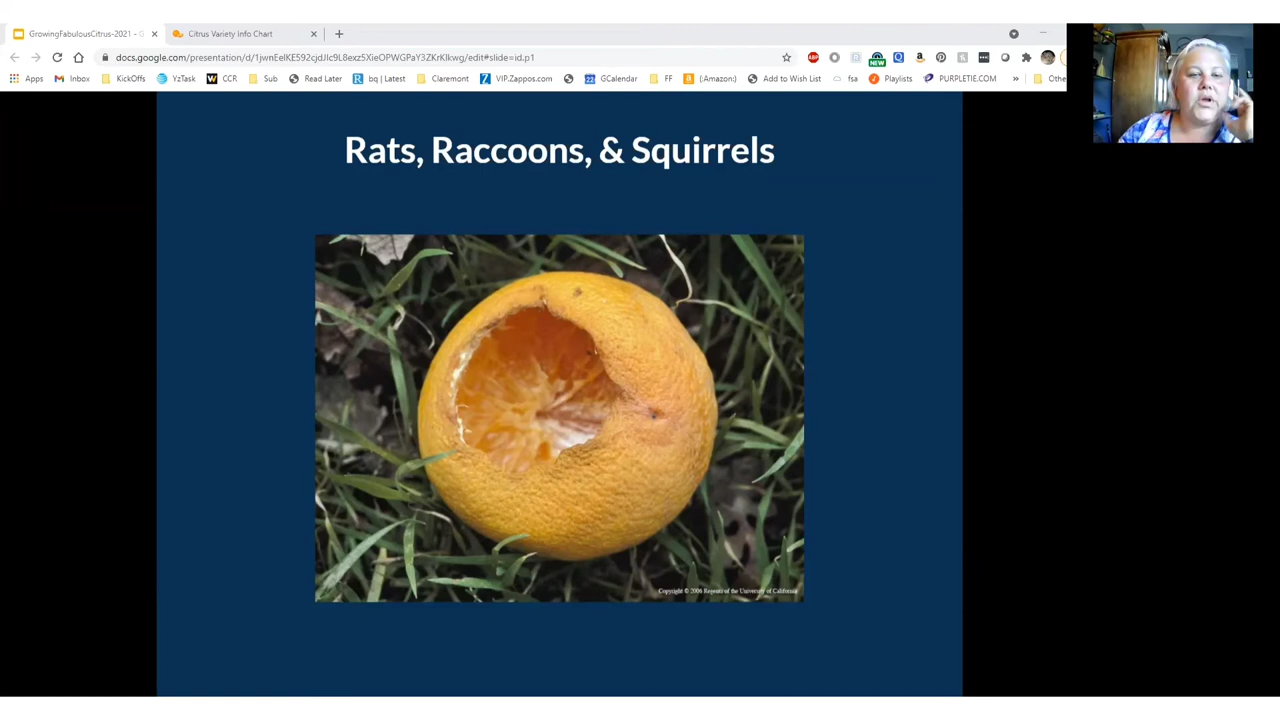 GrowingFabulousCitrus-2021 - G
Citrus Variety Info Chart
docs.google.com/presentation/d/1jwnEdKE592cjdJIc9L8exz5XieOPWGPaY3ZKrKlkwg/edit#slide=id.p1
Apps Inbox KickOffs YzTask CCR Sub Read Later bq | Latest Claremont VIP.Zappos.com GCalendar FF {:Amazon:} Add to Wish List fsa Playlists PURPLETIE.COM » Othe
Rats, Raccoons, & Squirrels
Copyright © 2006 Regents of the University of California